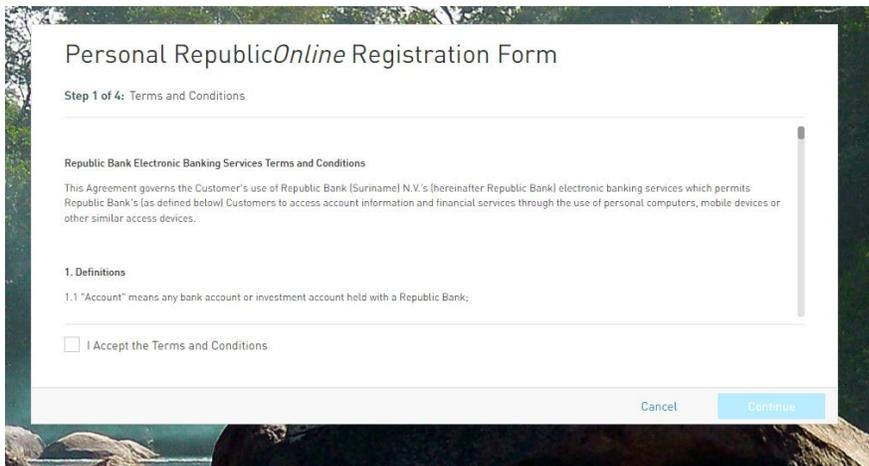 Personal RepublicOnline Registration Form
Step 1 of 4: Terms and Conditions
Republic Bank Electronic Banking Services Terms and Conditions
This Agreement governs the Customer's use of Republic Bank (Suriname) N.V.'s (hereinafter Republic Bank) electronic banking services which permits
Republic Bank's (as defined below) Customers to access account information and financial services through the use of personal computers, mobile devices or
other similar access devices.
1. Definitions
1.1 "Account" means any bank account or investment account held with a Republic Bank;
I Accept the Terms and Conditions
Cancel
Continue